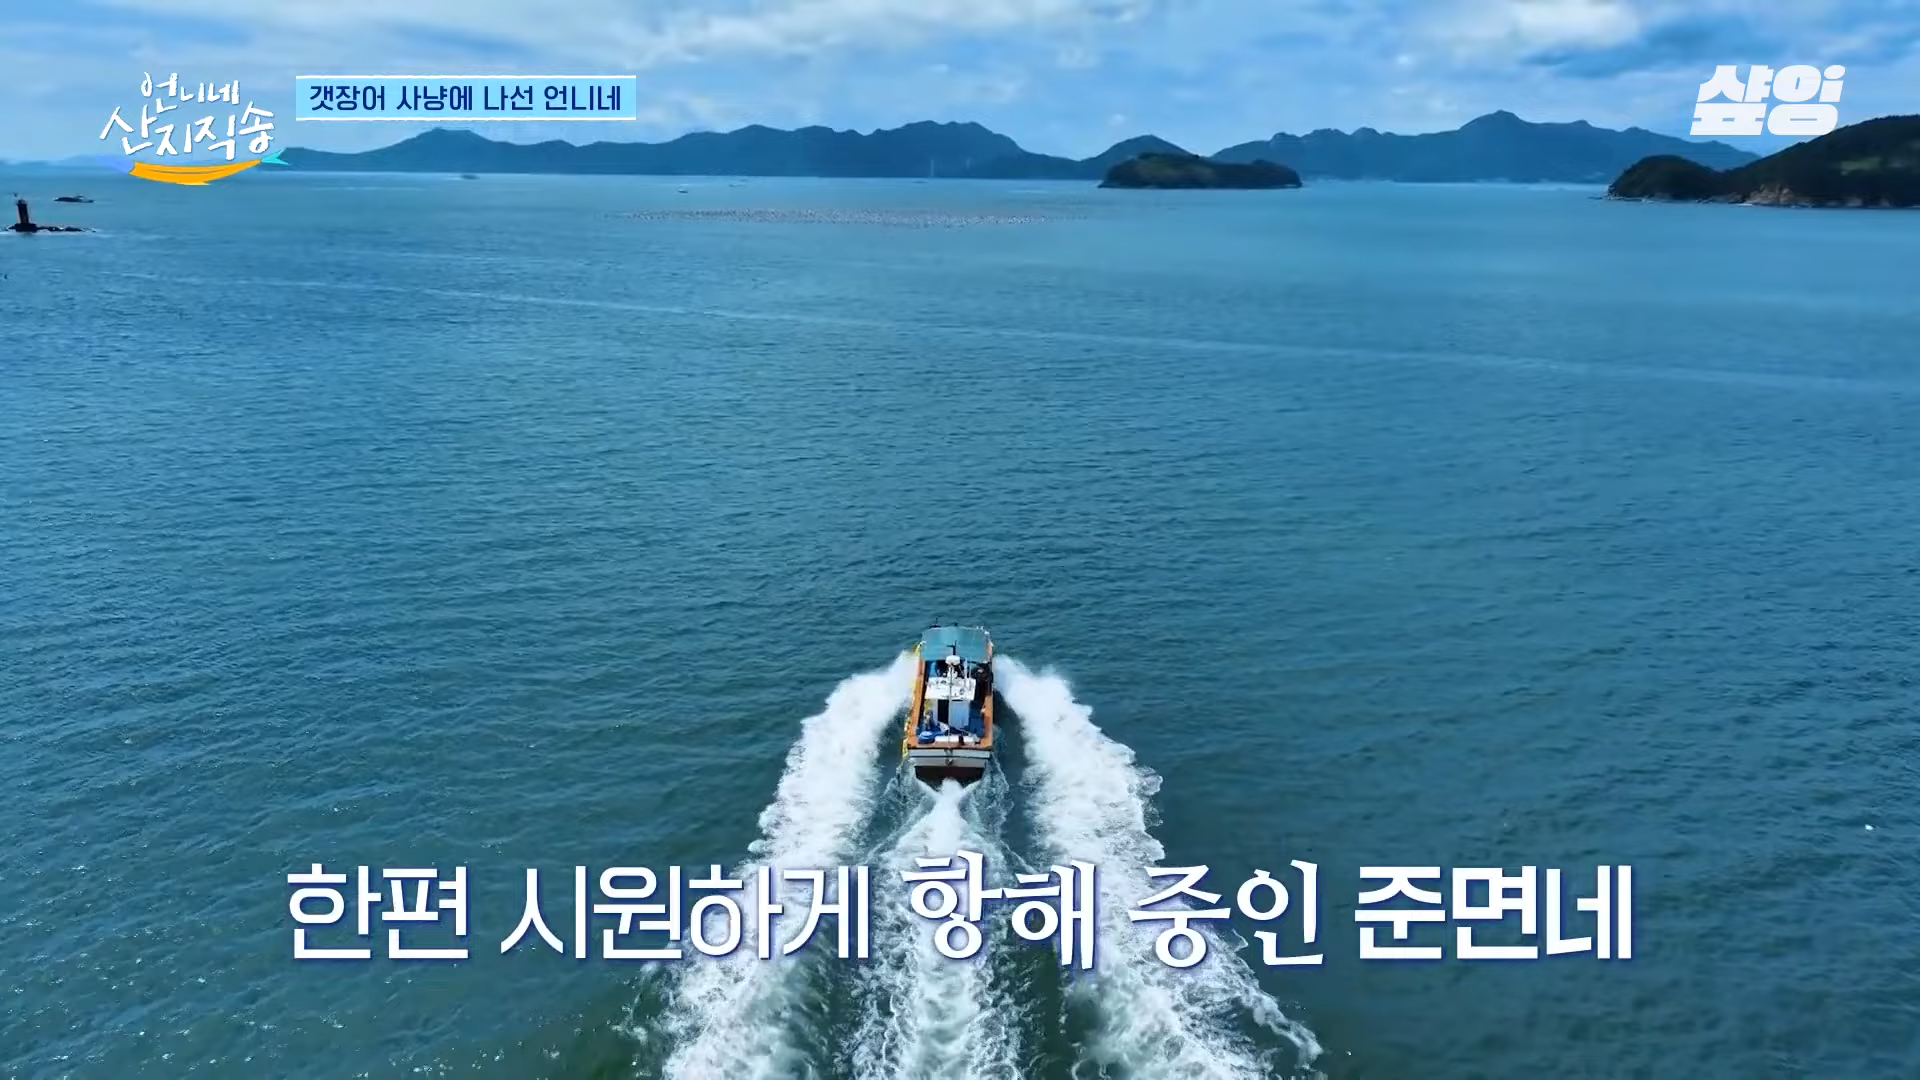 언니네
산지직송
갯장어 사냥에 나선 언니네
샾잉
한편 시원하게 항해 중인 준면네